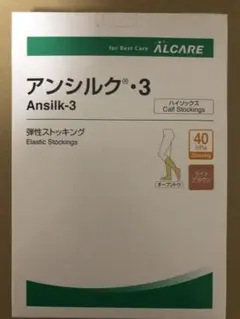 for Best Care ALCARE
アンシルク®・3
Ansilk-3
ハイソックス
Calf Stockings
弾性ストッキング
Elastic Stockings
40
hPa
オープントウ
ライト
ブラウン